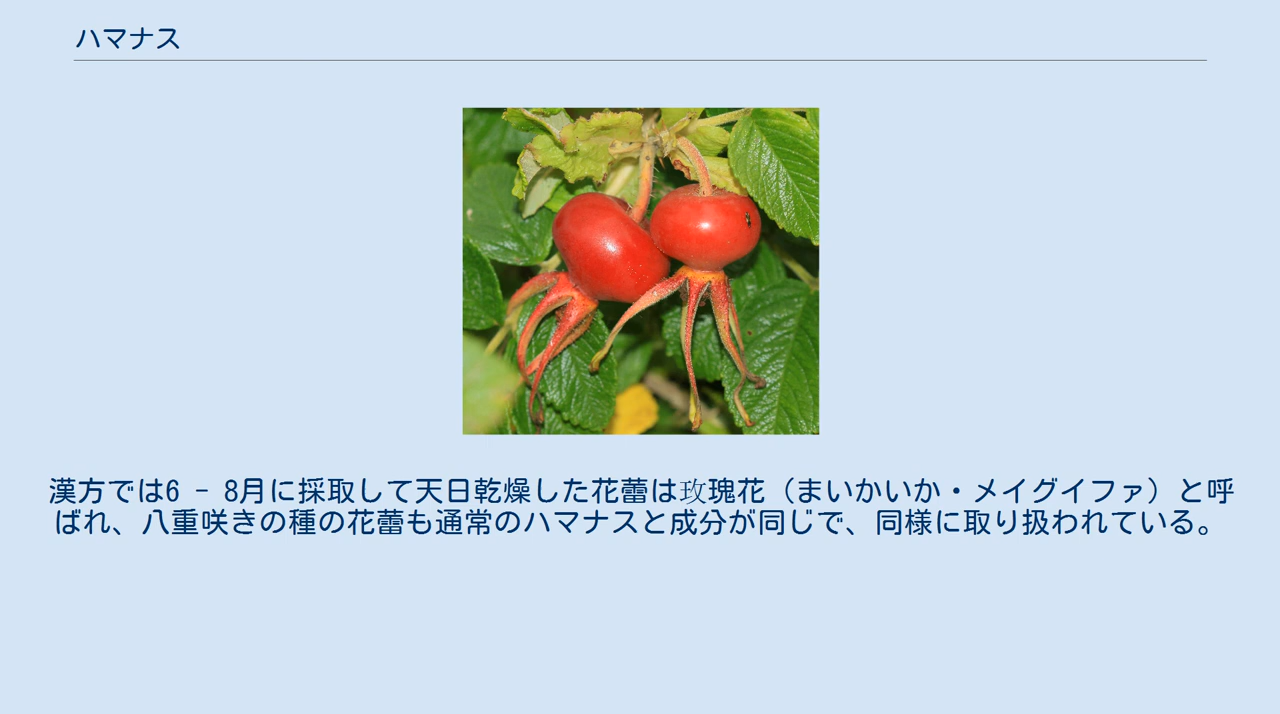 ハマナス
漢方では6 - 8月に採取して天日乾燥した花蕾は玫瑰花（まいかいか・メイグイファ）と呼
ばれ、八重咲きの種の花蕾も通常のハマナスと成分が同じで、同様に取り扱われている。